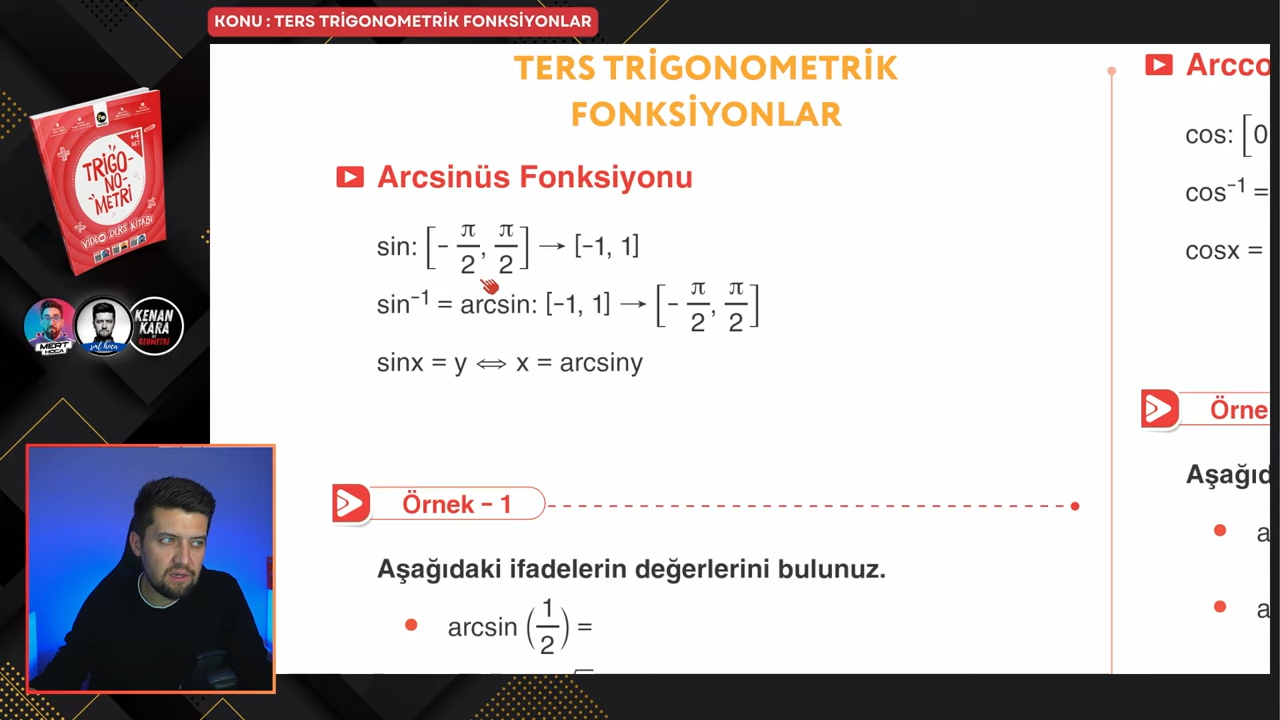 KONU : TERS TRİGONOMETRİK FONKSİYONLAR
+4 NET
TRİGO-
NO-
METRİ
VİDEO DERS KİTABI
MERT HOCA
KENAN
KARA
GEOMETRİ
TERS TRİGONOMETRİK
FONKSİYONLAR
Arcsinüs Fonksiyonu
sin: [-π/2, π/2] → [-1, 1]
sin⁻¹ = arcsin: [-1, 1] → [-π/2, π/2]
sinx = y ⇔ x = arcsiny
Örnek - 1
Aşağıdaki ifadelerin değerlerini bulunuz.
• arcsin (1/2) =
Arcco
cos: [0
cos⁻¹ =
cosx =
Örne
Aşağıd
• a
• a